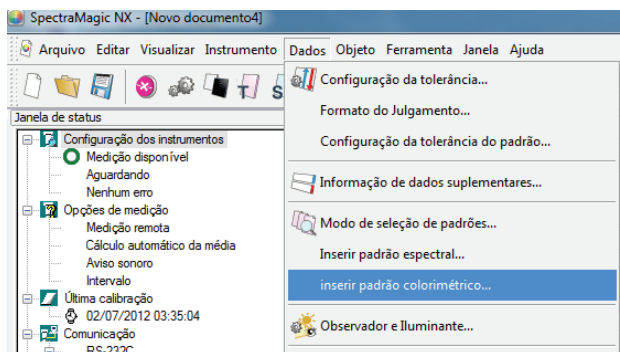 SpectraMagic NX - [Novo documento4]
Arquivo Editar Visualizar Instrumento Dados Objeto Ferramenta Janela Ajuda
Configuração da tolerância...
Formato do Julgamento...
Configuração da tolerância do padrão...
Informação de dados suplementares...
Modo de seleção de padrões...
Inserir padrão espectral...
inserir padrão colorimétrico...
Observador e Iluminante...
Janela de status
Configuração dos instrumentos
Medição disponível
Aguardando
Nenhum erro
Opções de medição
Medição remota
Cálculo automático da média
Aviso sonoro
Intervalo
Última calibração
02/07/2012 03:35:04
Comunicação
RS-232C